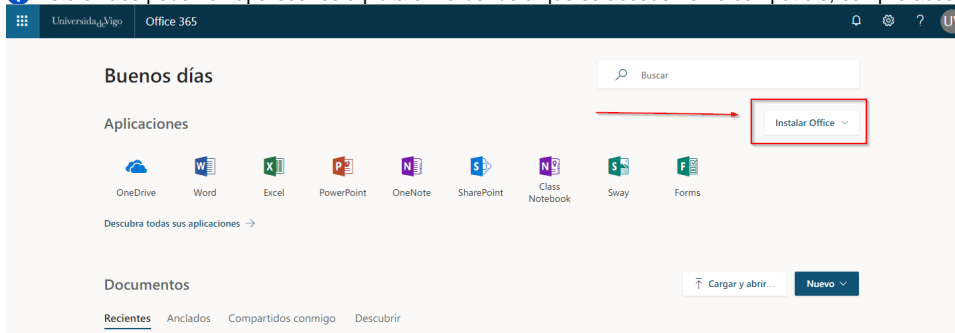 Universida de Vigo Office 365 ? UV
Buenos días
Buscar
Aplicaciones
Instalar Office
OneDrive Word Excel PowerPoint OneNote SharePoint Class Notebook Sway Forms
Descubra todas sus aplicaciones →
Documentos
Cargar y abrir... Nuevo
Recientes Anclados Compartidos conmigo Descubrir